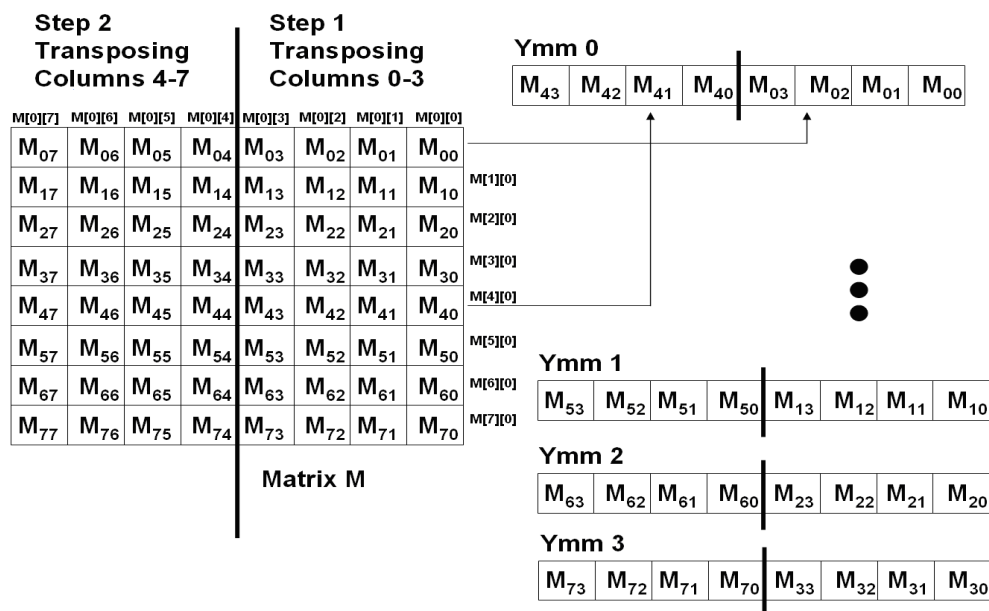 Step 2
Transposing
Columns 4-7
Step 1
Transposing
Columns 0-3
M[0][7] M[0][6] M[0][5] M[0][4] M[0][3] M[0][2] M[0][1] M[0][0]
M07 M06 M05 M04 M03 M02 M01 M00
M17 M16 M15 M14 M13 M12 M11 M10 M[1][0]
M27 M26 M25 M24 M23 M22 M21 M20 M[2][0]
M37 M36 M35 M34 M33 M32 M31 M30 M[3][0]
M47 M46 M45 M44 M43 M42 M41 M40 M[4][0]
M57 M56 M55 M54 M53 M52 M51 M50 M[5][0]
M67 M66 M65 M64 M63 M62 M61 M60 M[6][0]
M77 M76 M75 M74 M73 M72 M71 M70 M[7][0]
Matrix M
Ymm 0
M43 M42 M41 M40 M03 M02 M01 M00
Ymm 1
M53 M52 M51 M50 M13 M12 M11 M10
Ymm 2
M63 M62 M61 M60 M23 M22 M21 M20
Ymm 3
M73 M72 M71 M70 M33 M32 M31 M30